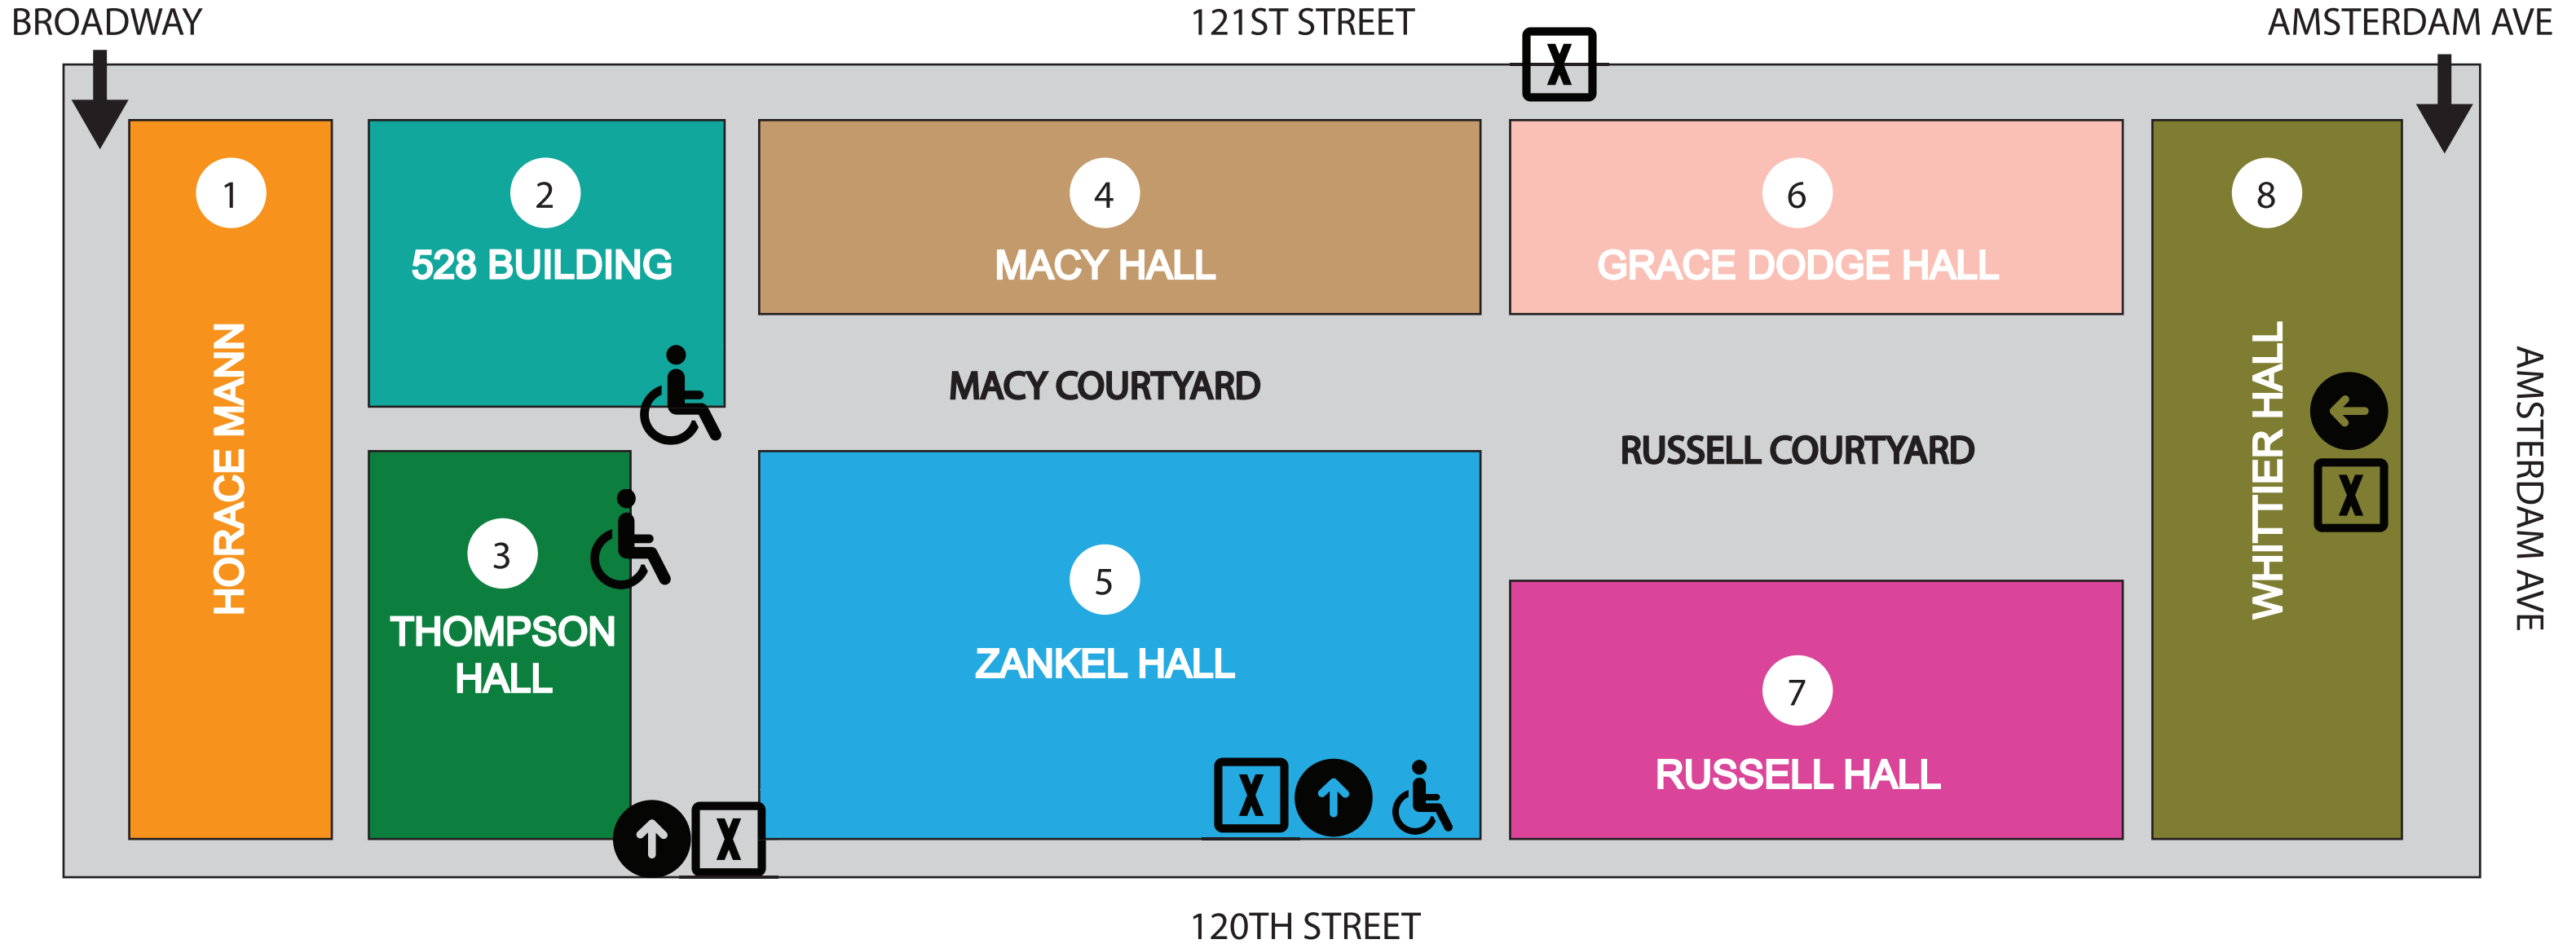 BROADWAY
121ST STREET
AMSTERDAM AVE
X
1
2
4
6
8
528 BUILDING
MACY HALL
GRACE DODGE HALL
HORACE MANN
MACY COURTYARD
RUSSELL COURTYARD
WHITTIER HALL
X
AMSTERDAM AVE
3
THOMPSON
HALL
5
ZANKEL HALL
7
RUSSELL HALL
X
X
120TH STREET